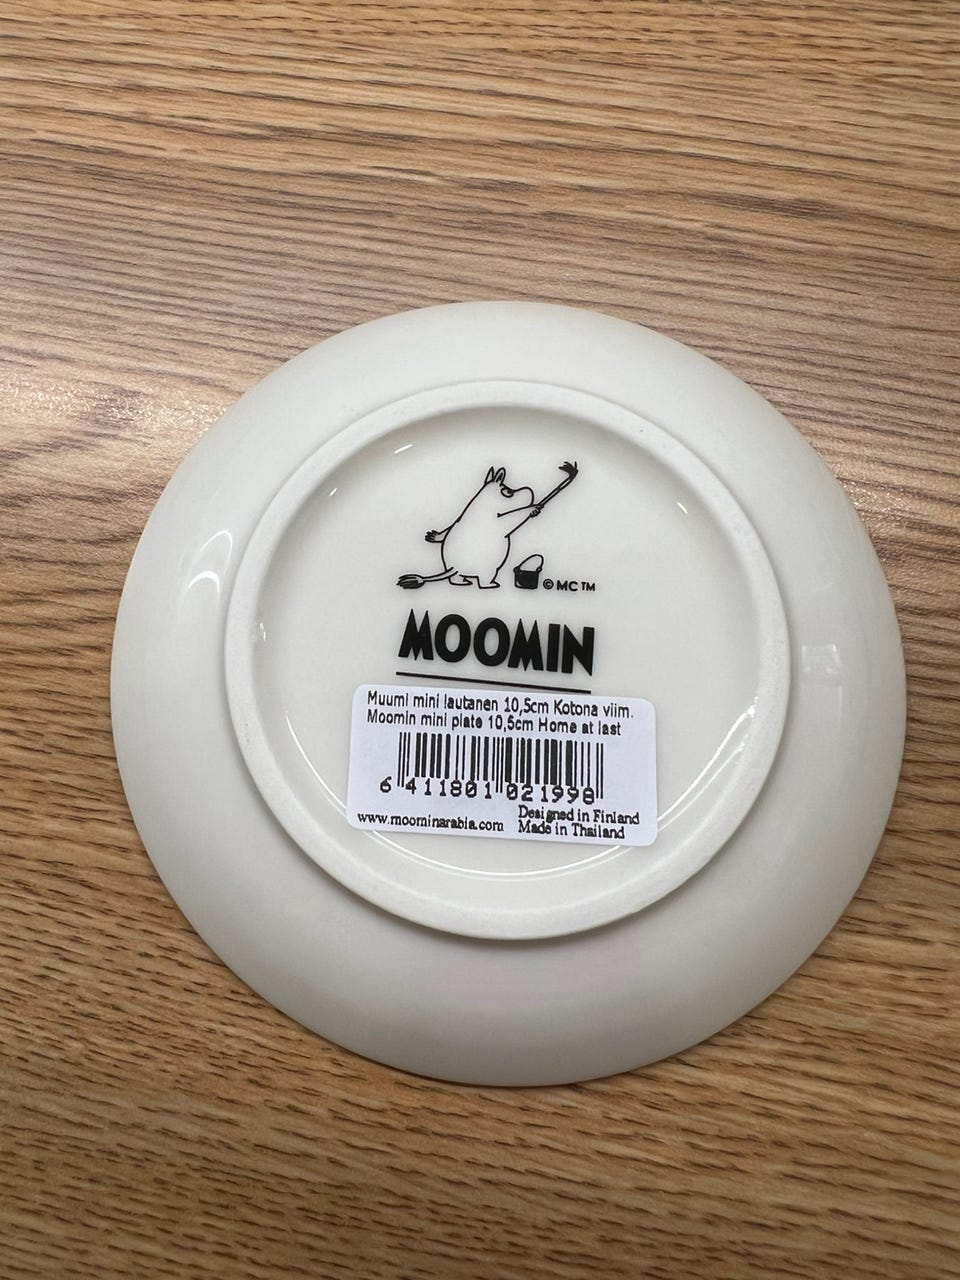 © MC ™
MOOMIN
Muumi mini lautanen 10,5cm Kotona viim.
Moomin mini plate 10,5cm Home at last
6 411801 021998
www.moominarabia.com
Designed in Finland
Made in Thailand